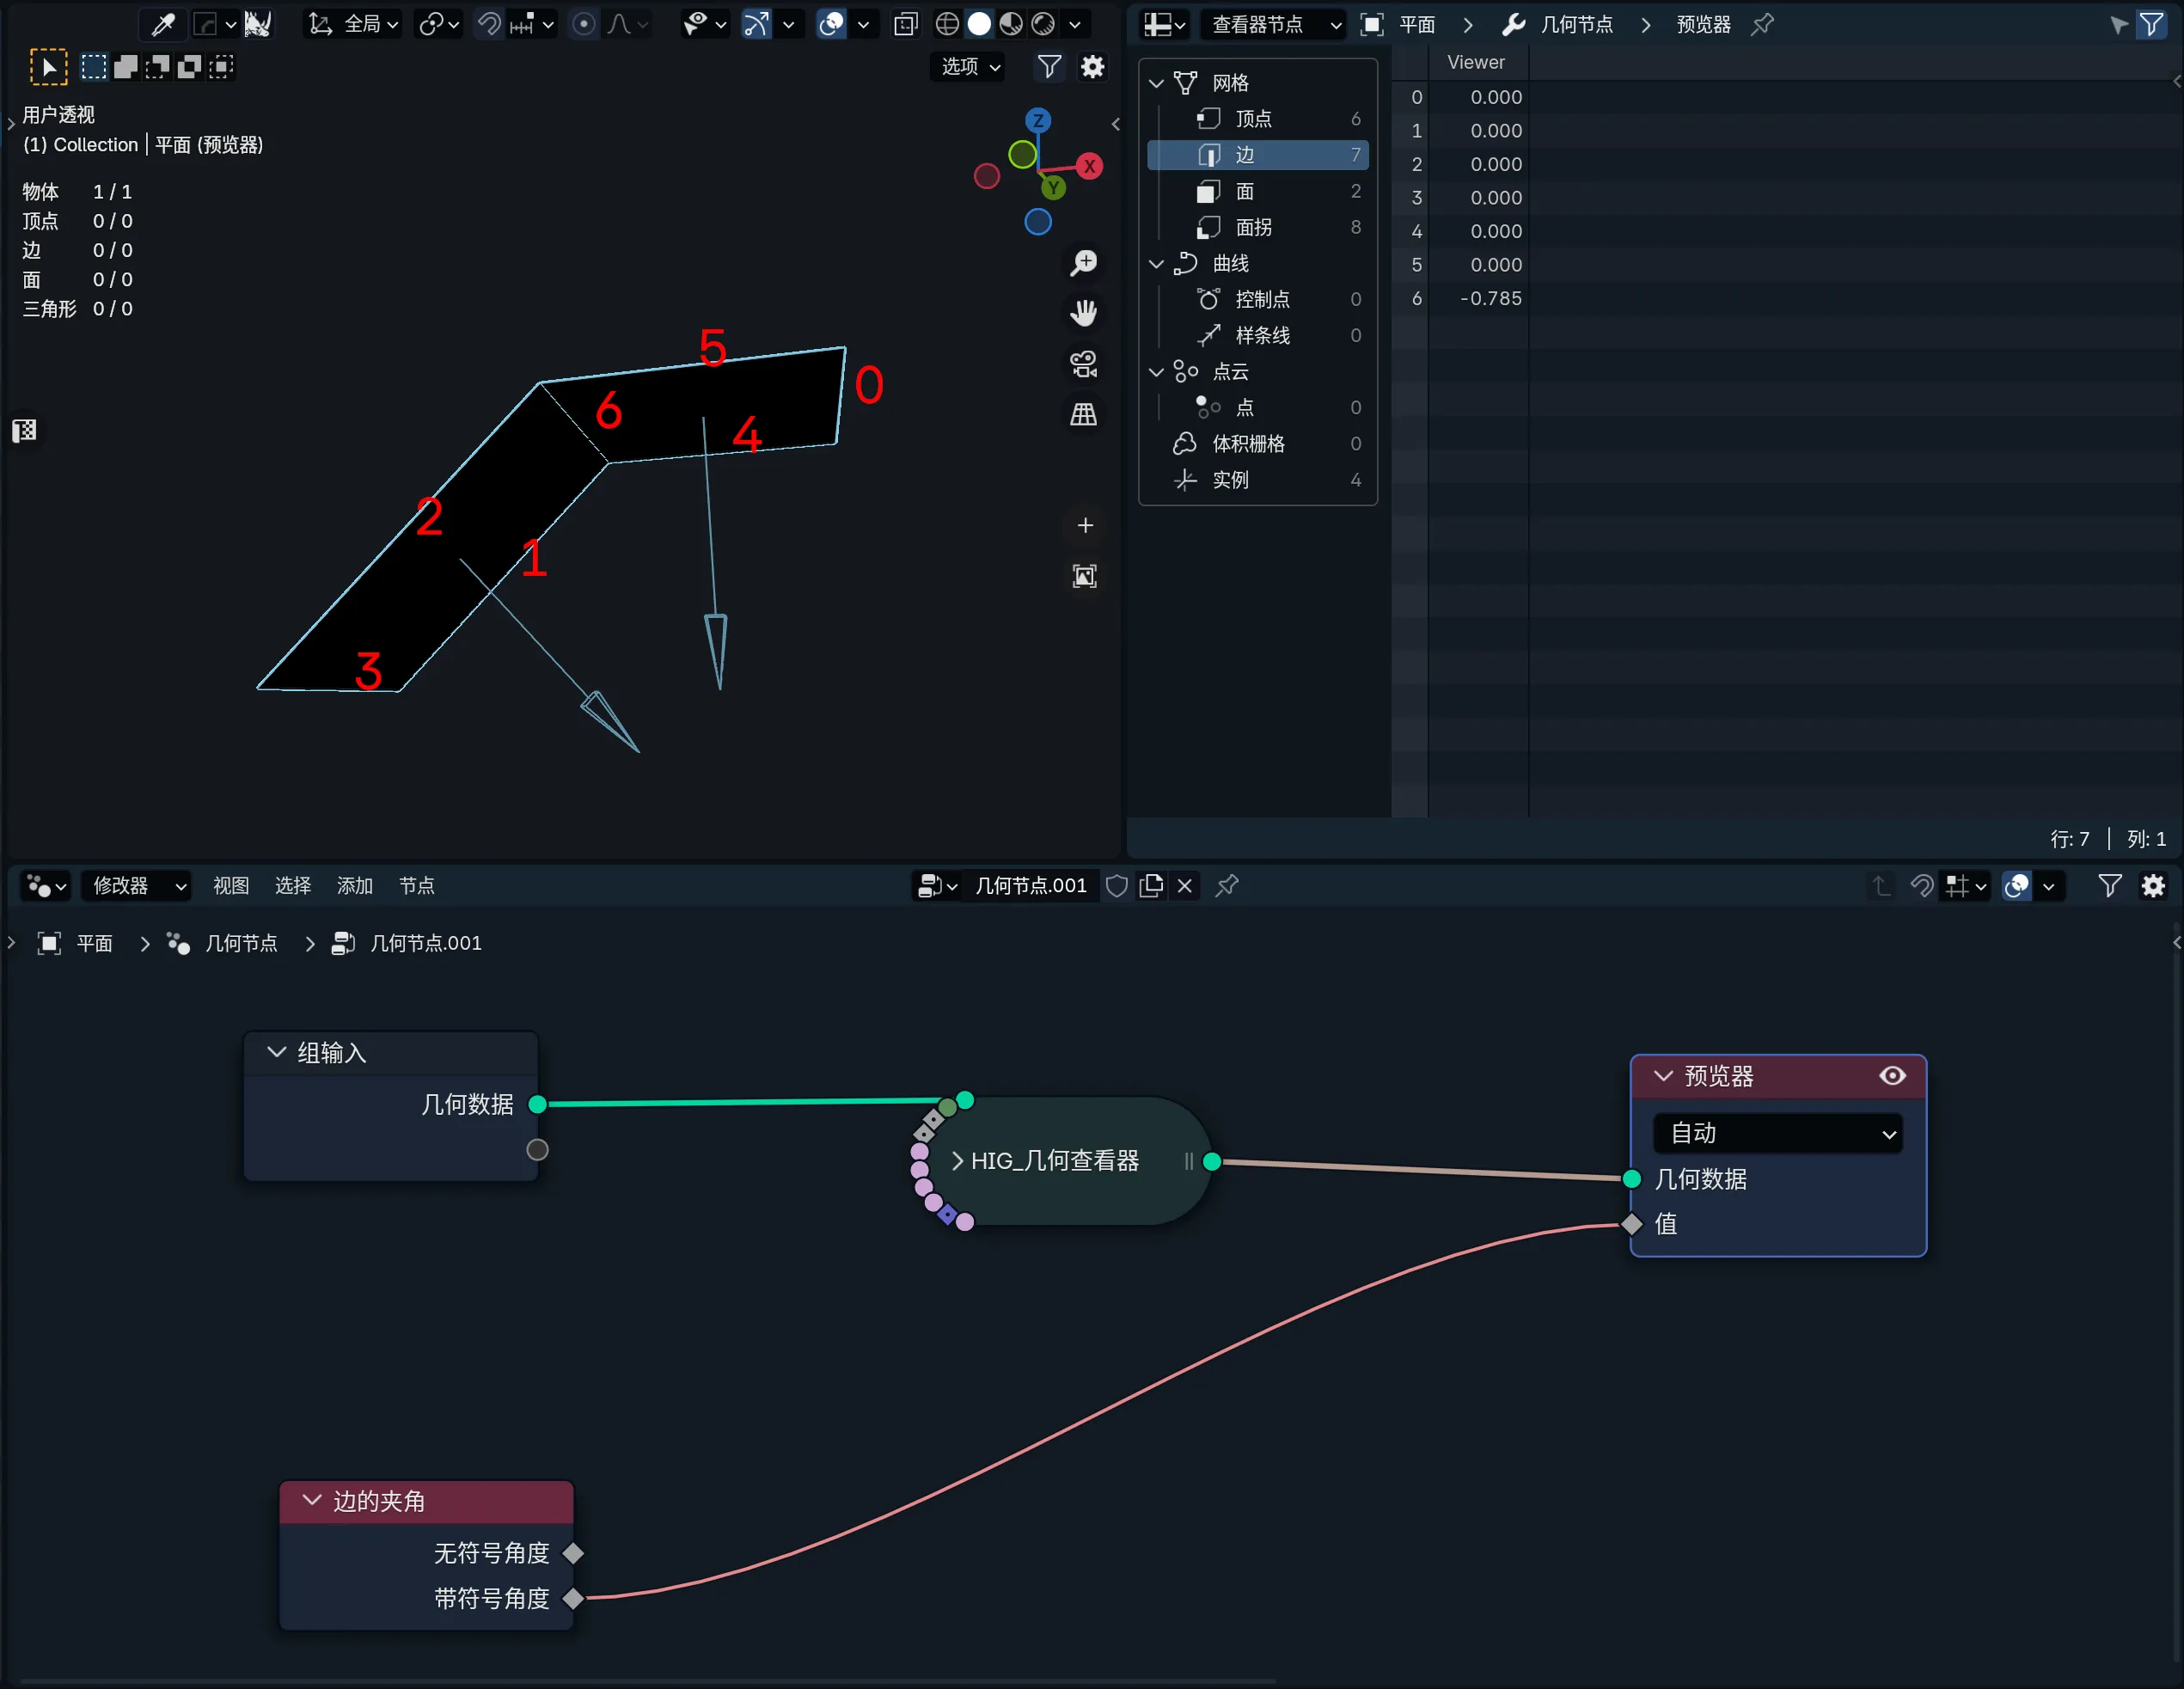 全局
选项
用户透视
(1) Collection | 平面 (预览器)
物体 1 / 1
顶点 0 / 0
边 0 / 0
面 0 / 0
三角形 0 / 0
Z
X
Y
5
0
6
4
2
1
3
查看器节点 平面 几何节点 预览器
网格
顶点 6
边 7
面 2
面拐 8
曲线
控制点 0
样条线 0
点云
点 0
体积栅格 0
实例 4
Viewer
0 0.000
1 0.000
2 0.000
3 0.000
4 0.000
5 0.000
6 -0.785
行: 7 | 列: 1
修改器 视图 选择 添加 节点 几何节点.001
平面 几何节点 几何节点.001
组输入
几何数据
HIG_几何查看器
预览器
自动
几何数据
值
边的夹角
无符号角度
带符号角度